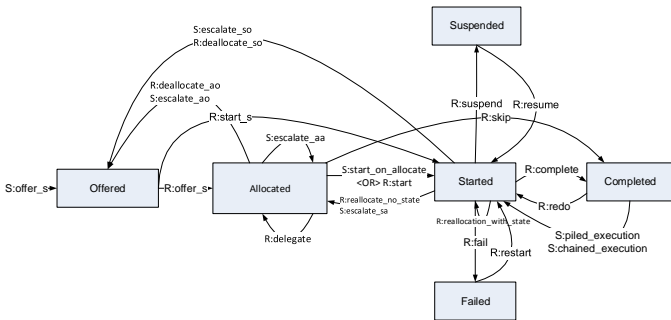 Suspended
S:escalate_so
R:deallocate_so
R:deallocate_ao
S:escalate_ao
R:suspend
R:resume
R:start_s
R:skip
S:escalate_aa
S:offer_s
Offered
R:offer_s
Allocated
S:start_on_allocate
<OR> R:start
R:reallocate_no_state
S:escalate_sa
Started
R:complete
R:redo
Completed
R:delegate
R:reallocation_with_state
R:fail
R:restart
S:piled_execution
S:chained_execution
Failed